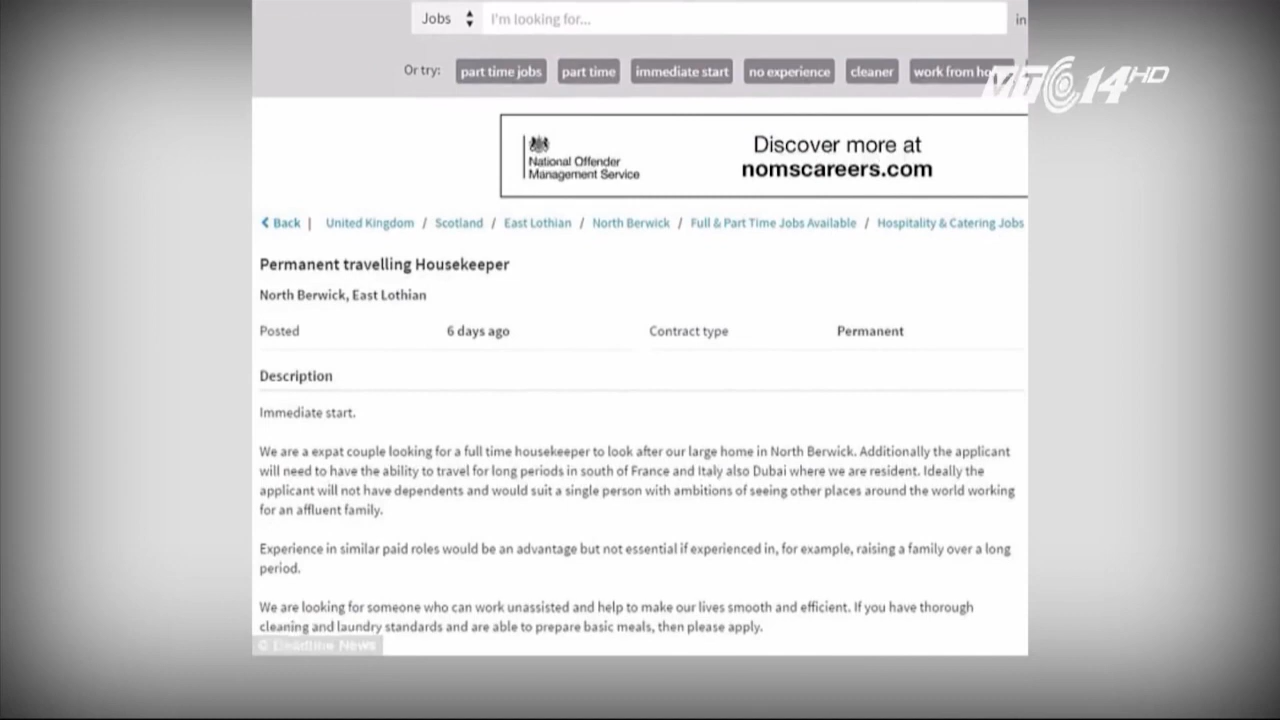 Jobs I'm looking for... in
Or try: part time jobs part time immediate start no experience cleaner work from ho
VTC14HD
National Offender
Management Service
Discover more at
nomscareers.com
Back | United Kingdom / Scotland / East Lothian / North Berwick / Full & Part Time Jobs Available / Hospitality & Catering Jobs
Permanent travelling Housekeeper
North Berwick, East Lothian
Posted 6 days ago Contract type Permanent
Description
Immediate start.
We are a expat couple looking for a full time housekeeper to look after our large home in North Berwick. Additionally the applicant
will need to have the ability to travel for long periods in south of France and Italy also Dubai where we are resident. Ideally the
applicant will not have dependents and would suit a single person with ambitions of seeing other places around the world working
for an affluent family.
Experience in similar paid roles would be an advantage but not essential if experienced in, for example, raising a family over a long
period.
We are looking for someone who can work unassisted and help to make our lives smooth and efficient. If you have thorough
cleaning and laundry standards and are able to prepare basic meals, then please apply.
© Deadline News